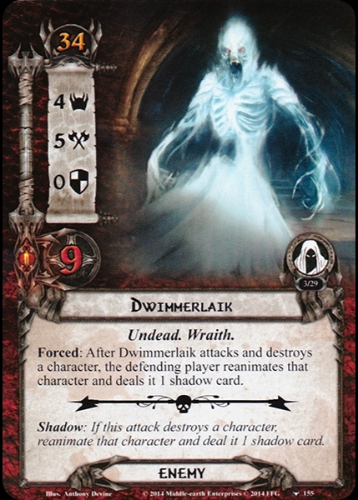 34
4
5
0
9
3/29
Dwimmerlaik
Undead. Wraith.
Forced: After Dwimmerlaik attacks and destroys
a character, the defending player reanimates that
character and deals it 1 shadow card.
Shadow: If this attack destroys a character,
reanimate that character and deal it 1 shadow card.
ENEMY
Illus. Anthony Devine © 2014 Middle-earth Enterprises © 2014 FFG 155